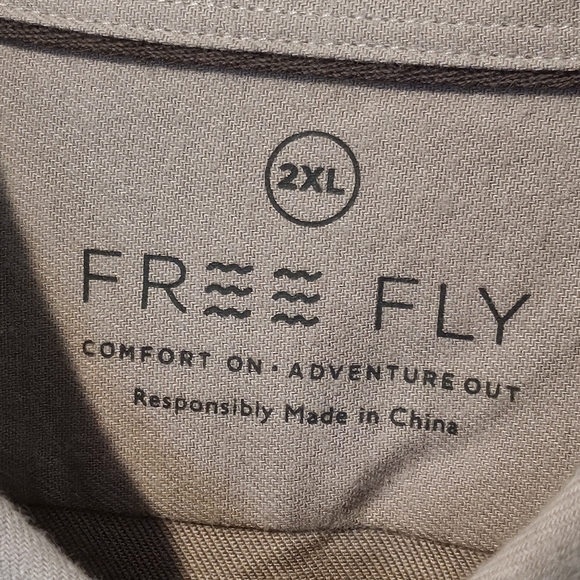 2XL
FREE FLY
COMFORT ON • ADVENTURE OUT
Responsibly Made in China